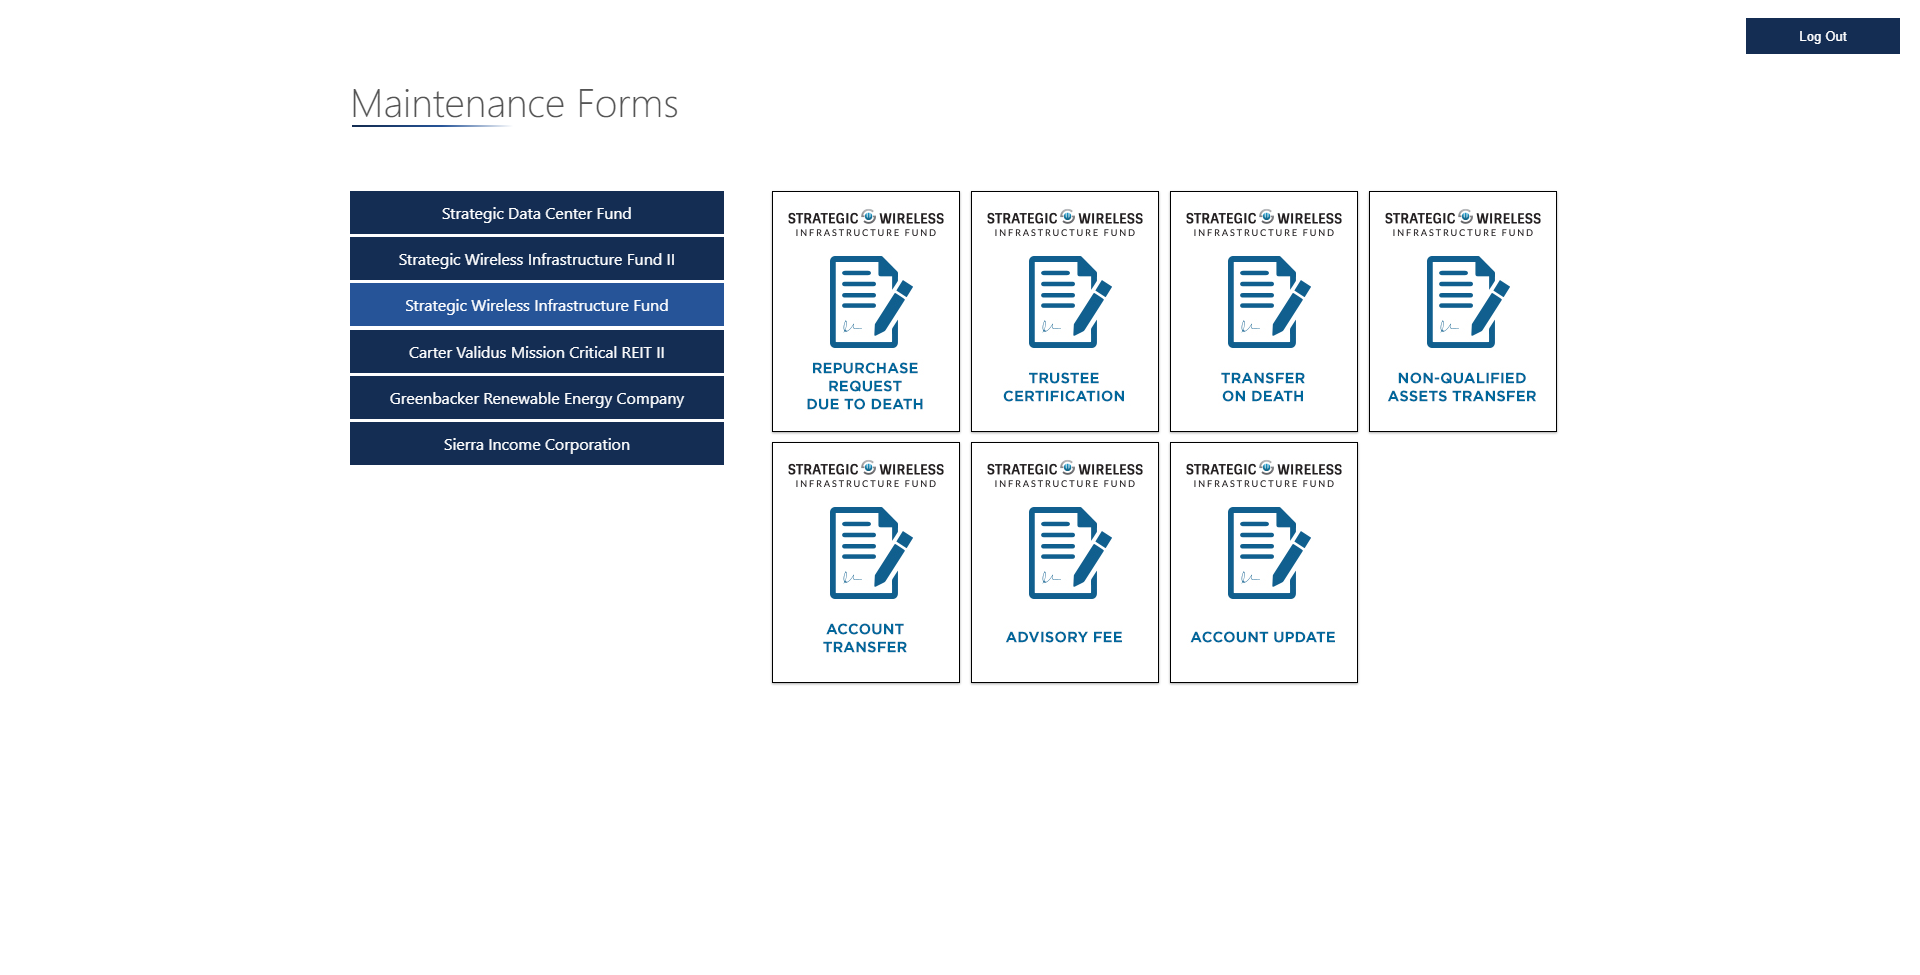 Log Out
Maintenance Forms
Strategic Data Center Fund
Strategic Wireless Infrastructure Fund II
Strategic Wireless Infrastructure Fund
Carter Validus Mission Critical REIT II
Greenbacker Renewable Energy Company
Sierra Income Corporation
STRATEGIC WIRELESS
INFRASTRUCTURE FUND
REPURCHASE
REQUEST
DUE TO DEATH
STRATEGIC WIRELESS
INFRASTRUCTURE FUND
TRUSTEE
CERTIFICATION
STRATEGIC WIRELESS
INFRASTRUCTURE FUND
TRANSFER
ON DEATH
STRATEGIC WIRELESS
INFRASTRUCTURE FUND
NON-QUALIFIED
ASSETS TRANSFER
STRATEGIC WIRELESS
INFRASTRUCTURE FUND
ACCOUNT
TRANSFER
STRATEGIC WIRELESS
INFRASTRUCTURE FUND
ADVISORY FEE
STRATEGIC WIRELESS
INFRASTRUCTURE FUND
ACCOUNT UPDATE